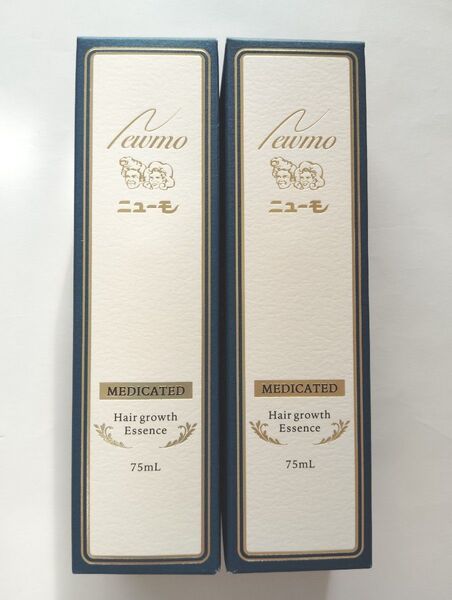 Newmo
ニューモ
MEDICATED
Hair growth
Essence
75mL
Newmo
ニューモ
MEDICATED
Hair growth
Essence
75mL